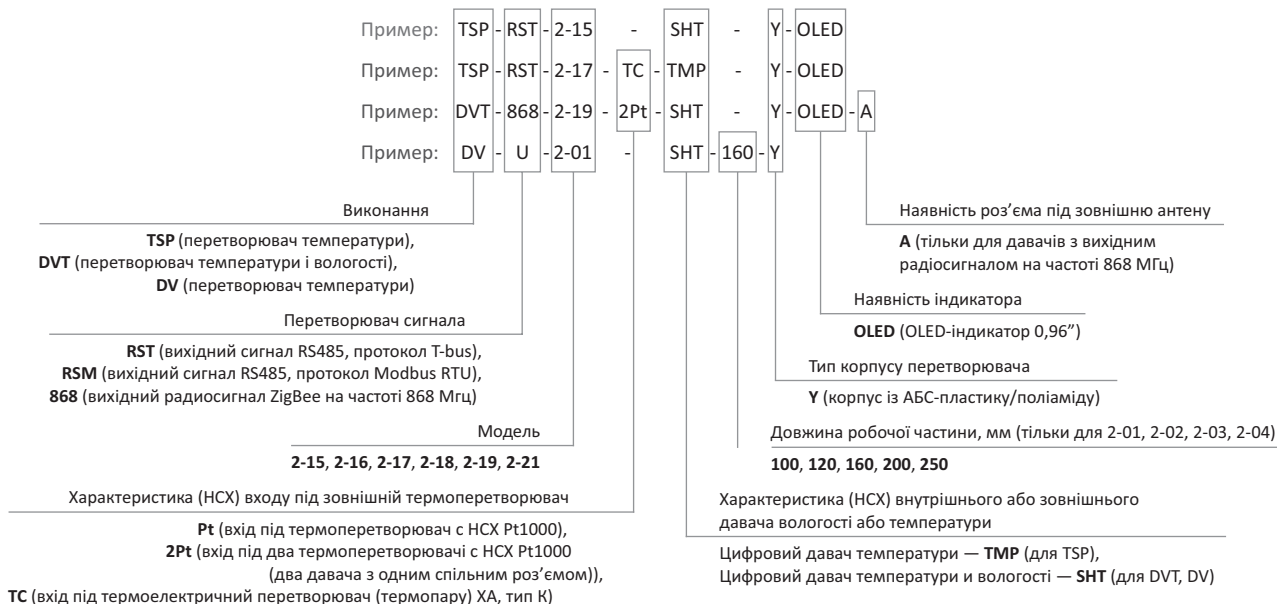 Пример: TSP - RST - 2-15 - SHT - Y - OLED
Пример: TSP - RST - 2-17 - TC - TMP - Y - OLED
Пример: DVT - 868 - 2-19 - 2Pt - SHT - Y - OLED - A
Пример: DV - U - 2-01 - SHT - 160 - Y
Виконання
TSP (перетворювач температури),
DVT (перетворювач температури і вологості),
DV (перетворювач температури)
Перетворювач сигнала
RST (вихідний сигнал RS485, протокол T-bus),
RSM (вихідний сигнал RS485, протокол Modbus RTU),
868 (вихідний радиосигнал ZigBee на частоті 868 Мгц)
Модель
2-15, 2-16, 2-17, 2-18, 2-19, 2-21
Характеристика (НСХ) входу під зовнішній термоперетворювач
Pt (вхід під термоперетворювач с НСХ Pt1000),
2Pt (вхід під два термоперетворювачі с НСХ Pt1000
(два давача з одним спільним роз’ємом)),
TC (вхід під термоелектричний перетворювач (термопару) ХА, тип К)
Наявність роз’єма під зовнішню антену
A (тільки для давачів з вихідним
радіосигналом на частоті 868 МГц)
Наявність індикатора
OLED (OLED-індикатор 0,96”)
Тип корпусу перетворювача
Y (корпус із АБС-пластику/поліаміду)
Довжина робочої частини, мм (тільки для 2-01, 2-02, 2-03, 2-04)
100, 120, 160, 200, 250
Характеристика (НСХ) внутрішнього або зовнішнього
давача вологості або температури
Цифровий давач температури — TMP (для TSP),
Цифровий давач температури и вологості — SHT (для DVT, DV)